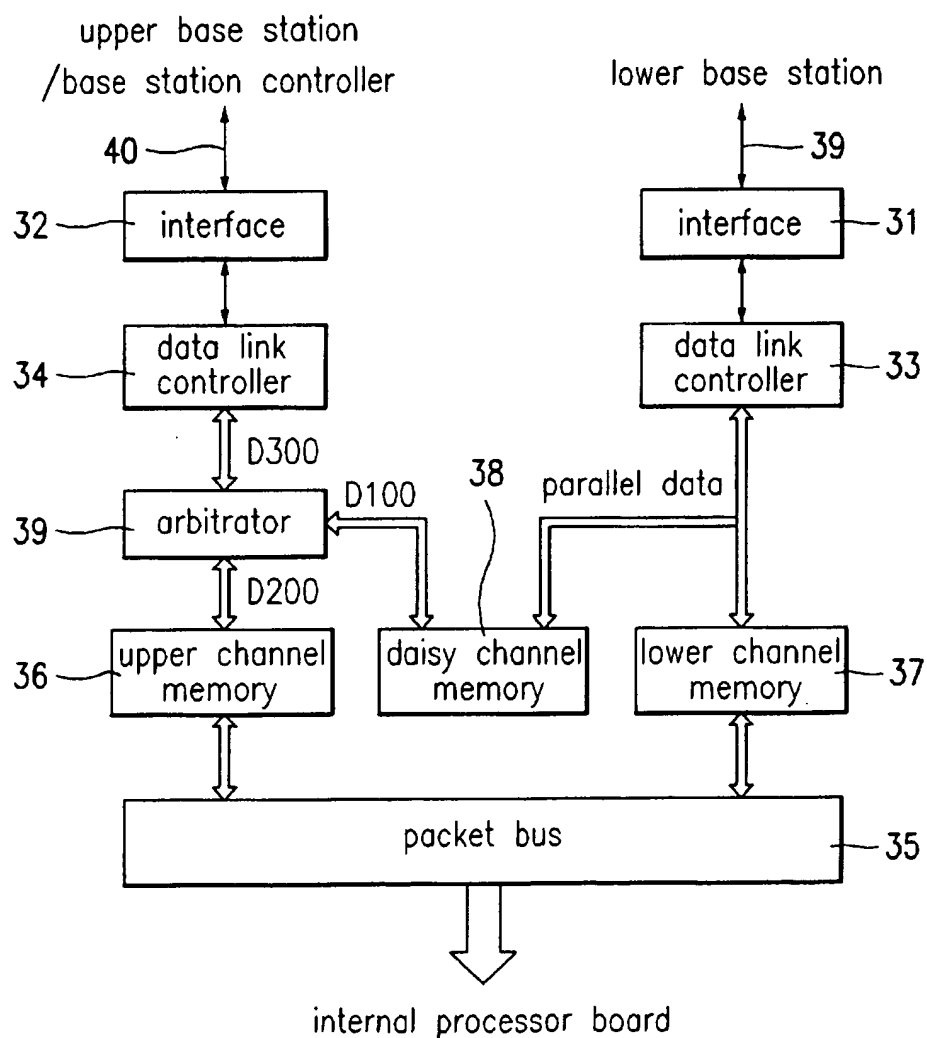 upper base station
/base station controller
lower base station
40
39
32
interface
interface
31
34
data link
controller
data link
controller
33
D300
38
D100
parallel data
39
arbitrator
D200
36
upper channel
memory
daisy channel
memory
lower channel
memory
37
packet bus
35
internal processor board